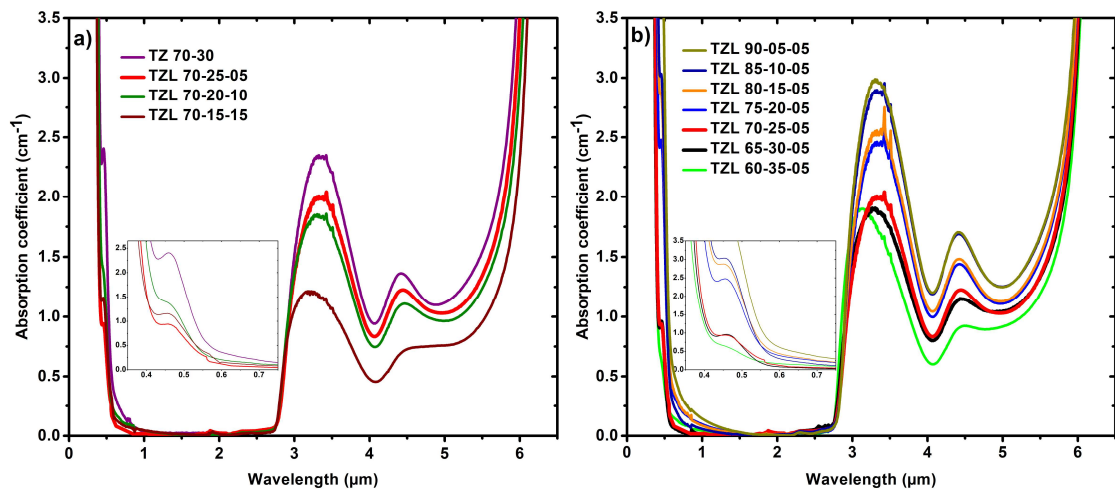 a)
TZ 70-30
TZL 70-25-05
TZL 70-20-10
TZL 70-15-15
Absorption coefficient (cm⁻¹)
3.5
3.0
2.5
2.0
1.5
1.0
0.5
0.0
0 1 2 3 4 5 6
Wavelength (µm)
2.5
2.0
1.5
1.0
0.5
0.0
0.4 0.5 0.6 0.7
b)
TZL 90-05-05
TZL 85-10-05
TZL 80-15-05
TZL 75-20-05
TZL 70-25-05
TZL 65-30-05
TZL 60-35-05
Absorption coefficient (cm⁻¹)
3.5
3.0
2.5
2.0
1.5
1.0
0.5
0.0
0 1 2 3 4 5 6
Wavelength (µm)
3.5
3.0
2.5
2.0
1.5
1.0
0.5
0.0
0.4 0.5 0.6 0.7